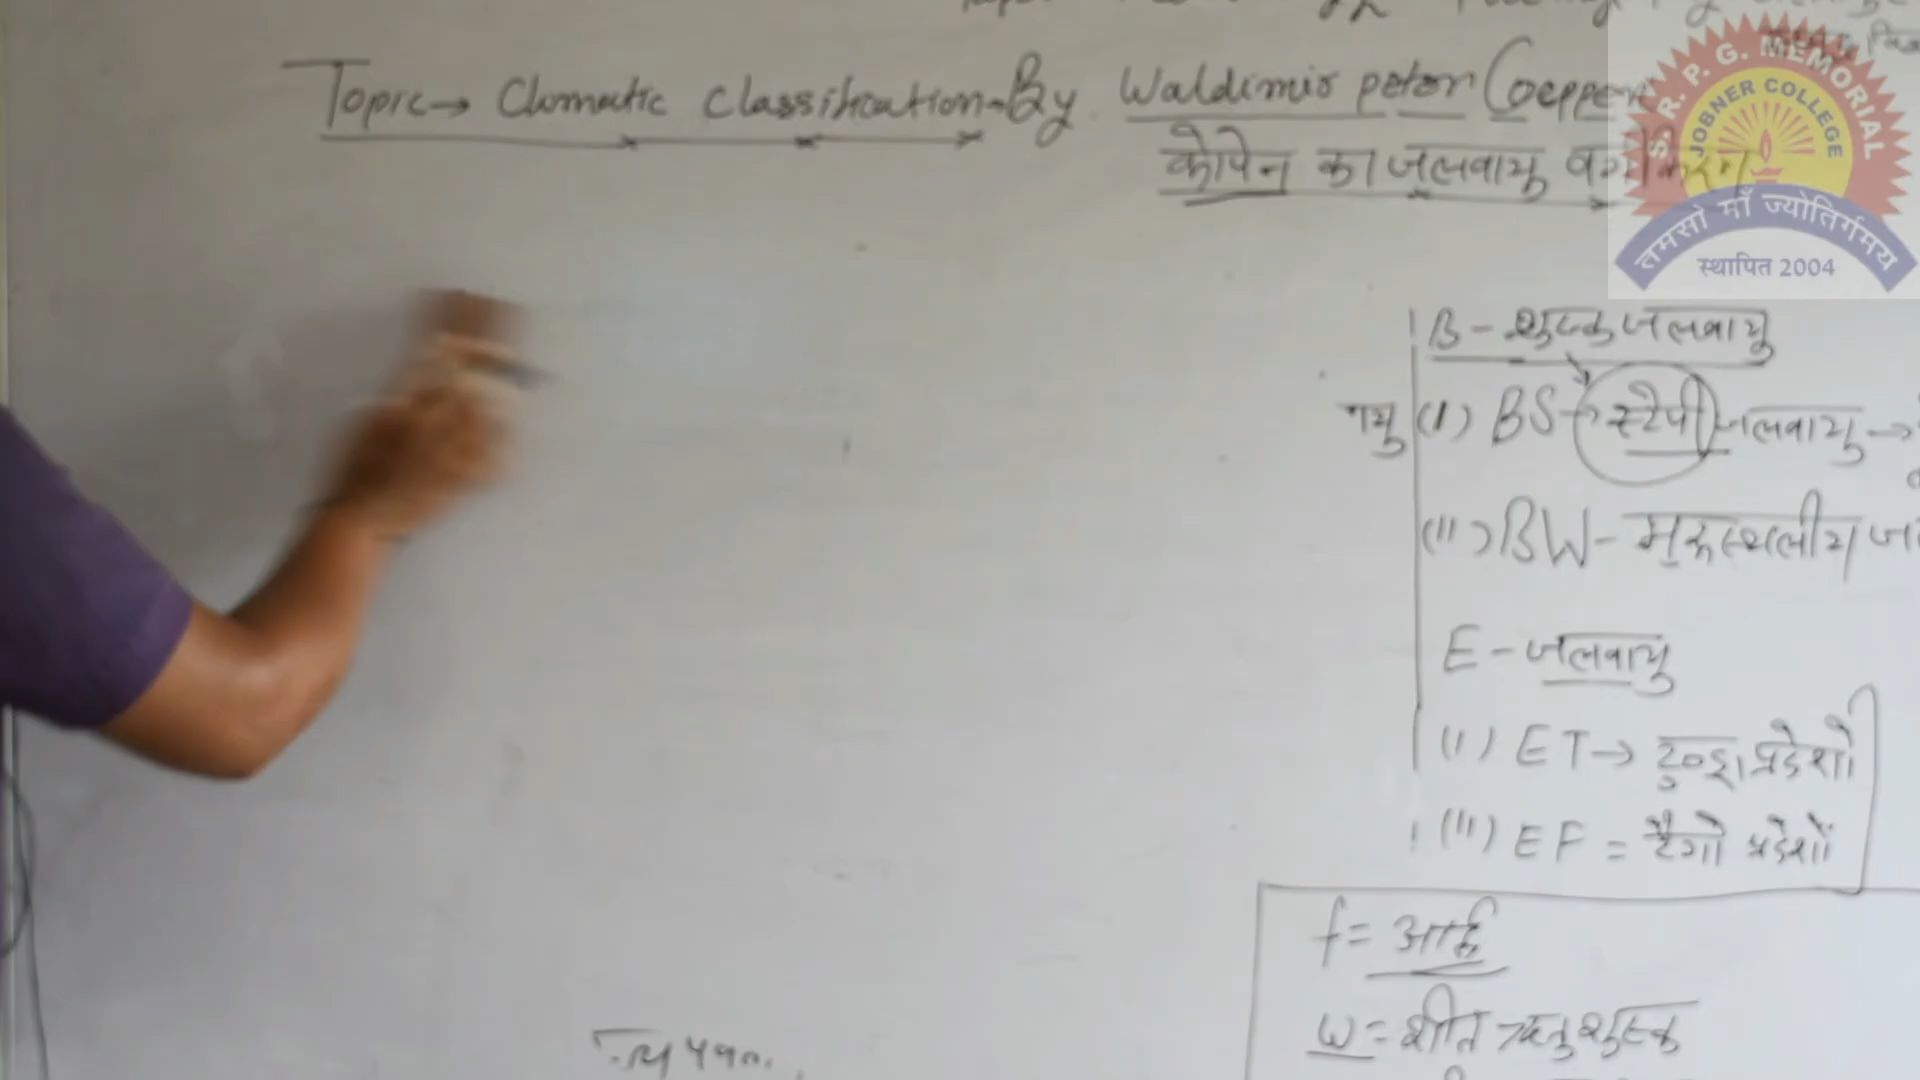 Topic→ Climatic Classification-By Waldimir peter Coeppen
कोपेन का जलवायु वर्गीकरण
S. R. P. G. MEMORIAL
JOBNER COLLEGE
तमसो माँ ज्योतिर्गमय
स्थापित 2004
B - शुष्क जलवायु
(I) BS→ स्टेपी जलवायु →
(II) BW- मरुस्थलीय
E - जलवायु
(I) ET→ टुण्ड्रा प्रदेशों
(II) EF = टैगो प्रदेशों
f = आर्द्र
w = शीत ऋतु शुष्क